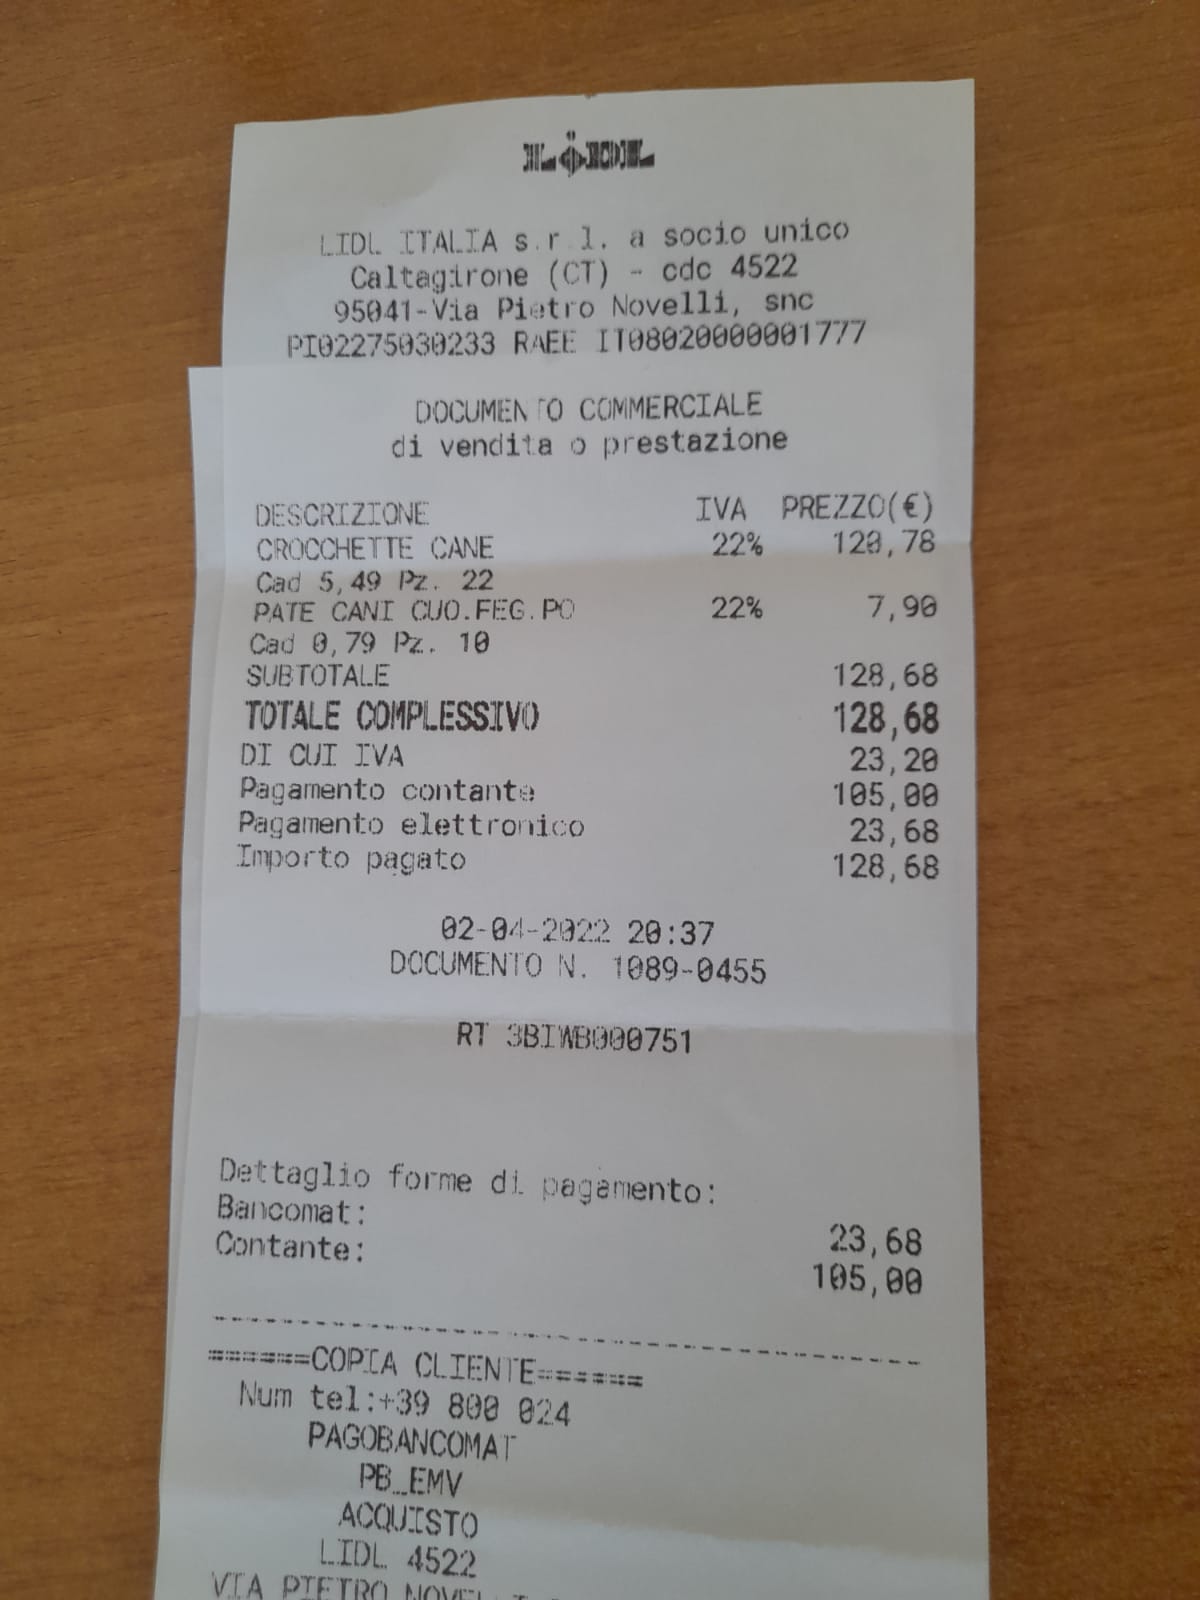 LIDL
LIDL ITALIA s.r.l. a socio unico
Caltagirone (CT) - cdc 4522
95041-Via Pietro Novelli, snc
PI02275030233 RAEE IT08020000001777
DOCUMENTO COMMERCIALE
di vendita o prestazione
DESCRIZIONE IVA PREZZO(€)
CROCCHETTE CANE 22% 120,78
Cad 5,49 Pz. 22
PATE CANI CUO.FEG.PO 22% 7,90
Cad 0,79 Pz. 10
SUBTOTALE 128,68
TOTALE COMPLESSIVO 128,68
DI CUI IVA 23,20
Pagamento contante 105,00
Pagamento elettronico 23,68
Importo pagato 128,68
02-04-2022 20:37
DOCUMENTO N. 1089-0455
RT 3BIWB000751
Dettaglio forme di pagamento:
Bancomat: 23,68
Contante: 105,00
======COPIA CLIENTE======
Num tel:+39 800 024
PAGOBANCOMAT
PB_EMV
ACQUISTO
LIDL 4522
VIA PIETRO NOVELLI